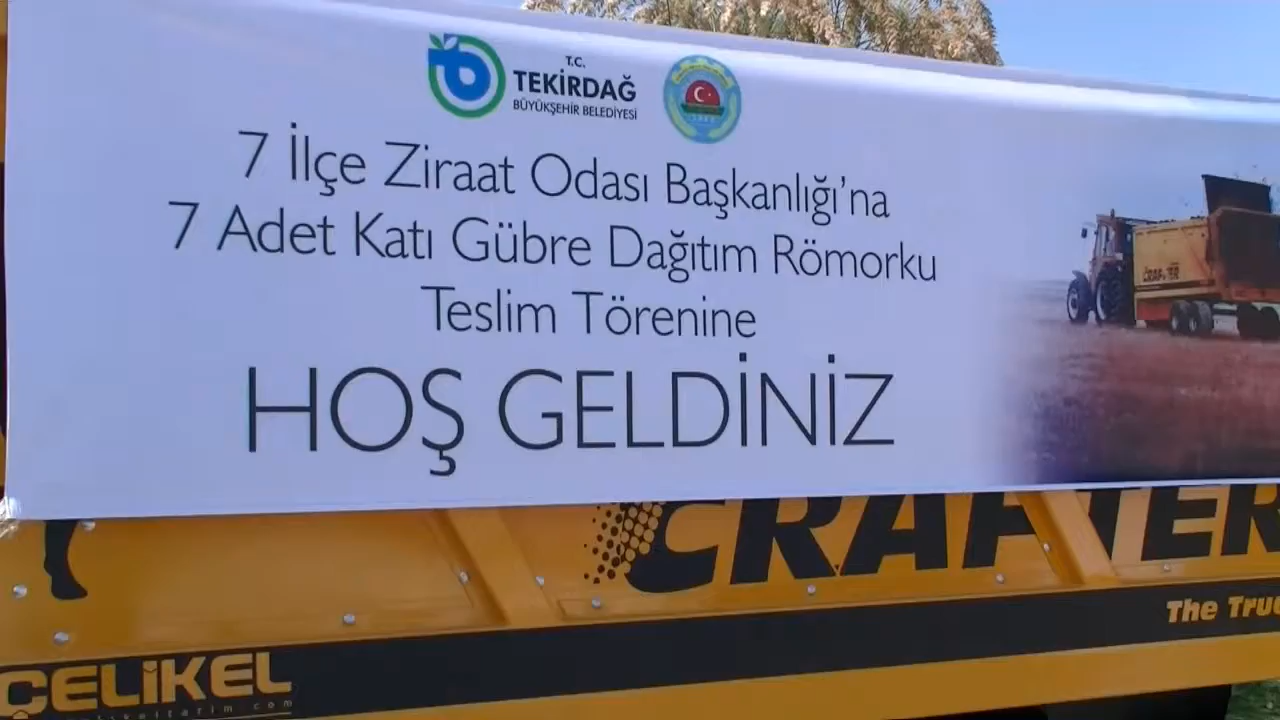 T.C.
TEKİRDAĞ
BÜYÜKŞEHİR BELEDİYESİ
7 İlçe Ziraat Odası Başkanlığı'na
7 Adet Katı Gübre Dağıtım Römorku
Teslim Törenine
HOŞ GELDİNİZ
CRAFTER
CRAFTER
The
ÇELİKEL